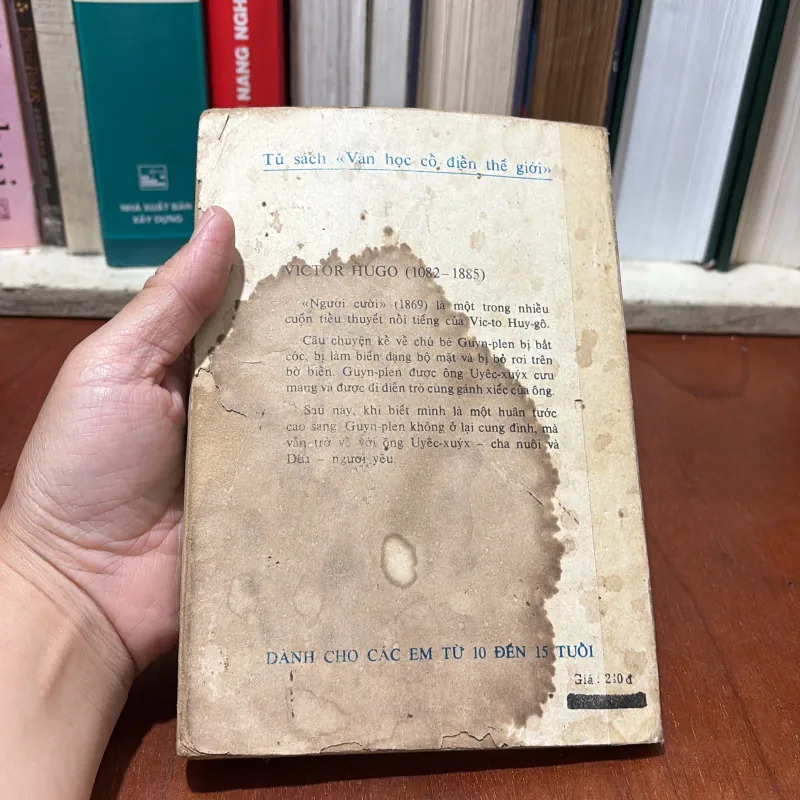 NANG NGH
NHÀ XUẤT BẢN
XÂY DỰNG
Tủ sách «Văn học cổ điển thế giới»
VICTOR HUGO (1082–1885)
«Người cười» (1869) là một trong nhiều
cuốn tiểu thuyết nổi tiếng của Vic-to Huy-gô.
Câu chuyện kể về chú bé Guyn-plen bị bắt
cóc, bị làm biến dạng bộ mặt và bị bỏ rơi trên
bờ biển. Guyn-plen được ông Uyêc-xuýx cưu
mang và được đi diễn trò cùng gánh xiếc của ông.
Sau này, khi biết mình là một huân tước
cao sang, Guyn-plen không ở lại cung đình, mà
vẫn trở về với ông Uyêc-xuýx – cha nuôi và
Dêu – người yêu.
DÀNH CHO CÁC EM TỪ 10 ĐẾN 15 TUỔI
Giá : 240 đ